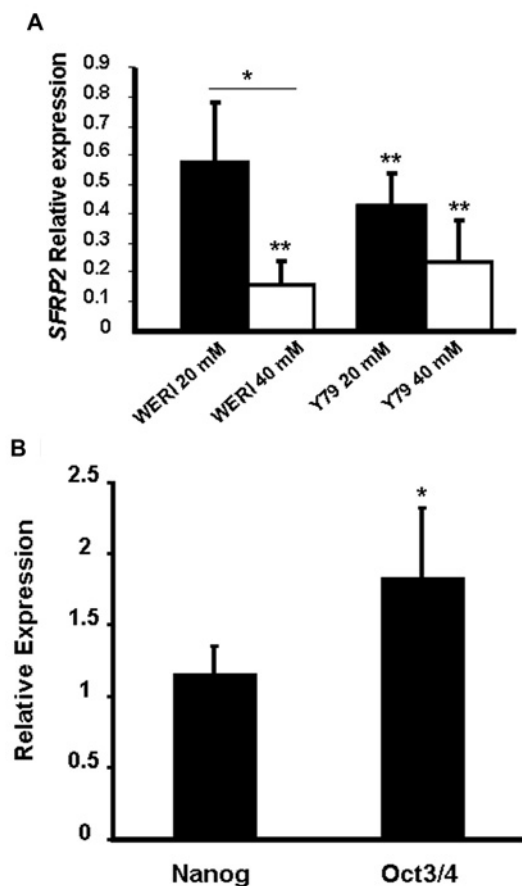 A
SFRP2 Relative expression
0.9
0.8
0.7
0.6
0.5
0.4
0.3
0.2
0.1
0
*
**
**
**
WERI 20 mM
WERI 40 mM
Y79 20 mM
Y79 40 mM
B
Relative Expression
2.5
2
1.5
1
0.5
0
*
Nanog
Oct3/4